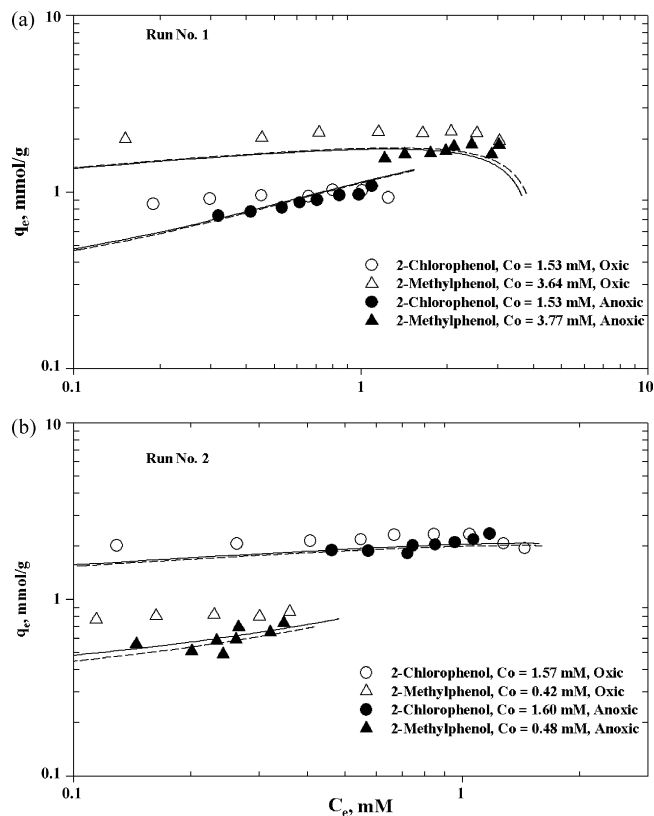 (a)
10
Run No. 1
qe, mmol/g
1
2-Chlorophenol, Co = 1.53 mM, Oxic
2-Methylphenol, Co = 3.64 mM, Oxic
2-Chlorophenol, Co = 1.53 mM, Anoxic
2-Methylphenol, Co = 3.77 mM, Anoxic
0.1
0.1 1 10
(b)
10
Run No. 2
qe, mmol/g
1
2-Chlorophenol, Co = 1.57 mM, Oxic
2-Methylphenol, Co = 0.42 mM, Oxic
2-Chlorophenol, Co = 1.60 mM, Anoxic
2-Methylphenol, Co = 0.48 mM, Anoxic
0.1
0.1 1
Ce, mM